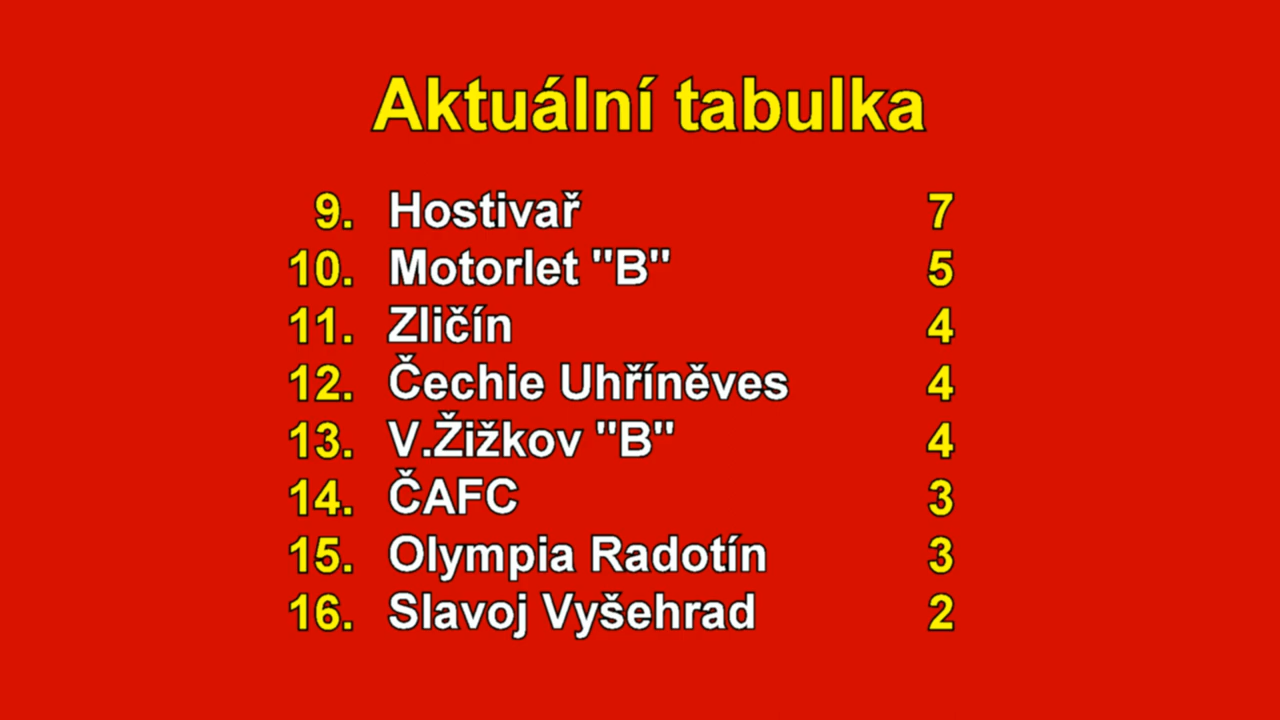 Aktuální tabulka
9. Hostivař 7
10. Motorlet "B" 5
11. Zličín 4
12. Čechie Uhříněves 4
13. V.Žižkov "B" 4
14. ČAFC 3
15. Olympia Radotín 3
16. Slavoj Vyšehrad 2